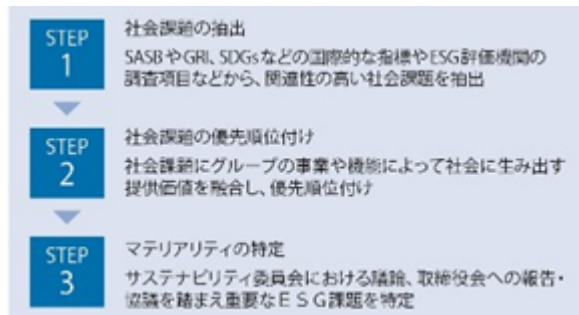 STEP
1
社会課題の抽出
SASBやGRI、SDGsなどの国際的な指標やESG評価機関の
調査項目などから、関連性の高い社会課題を抽出
STEP
2
社会課題の優先順位付け
社会課題にグループの事業や機能によって社会に生み出す
提供価値を融合し、優先順位付け
STEP
3
マテリアリティの特定
サステナビリティ委員会における議論、取締役会への報告・
協議を踏まえ重要なESG課題を特定